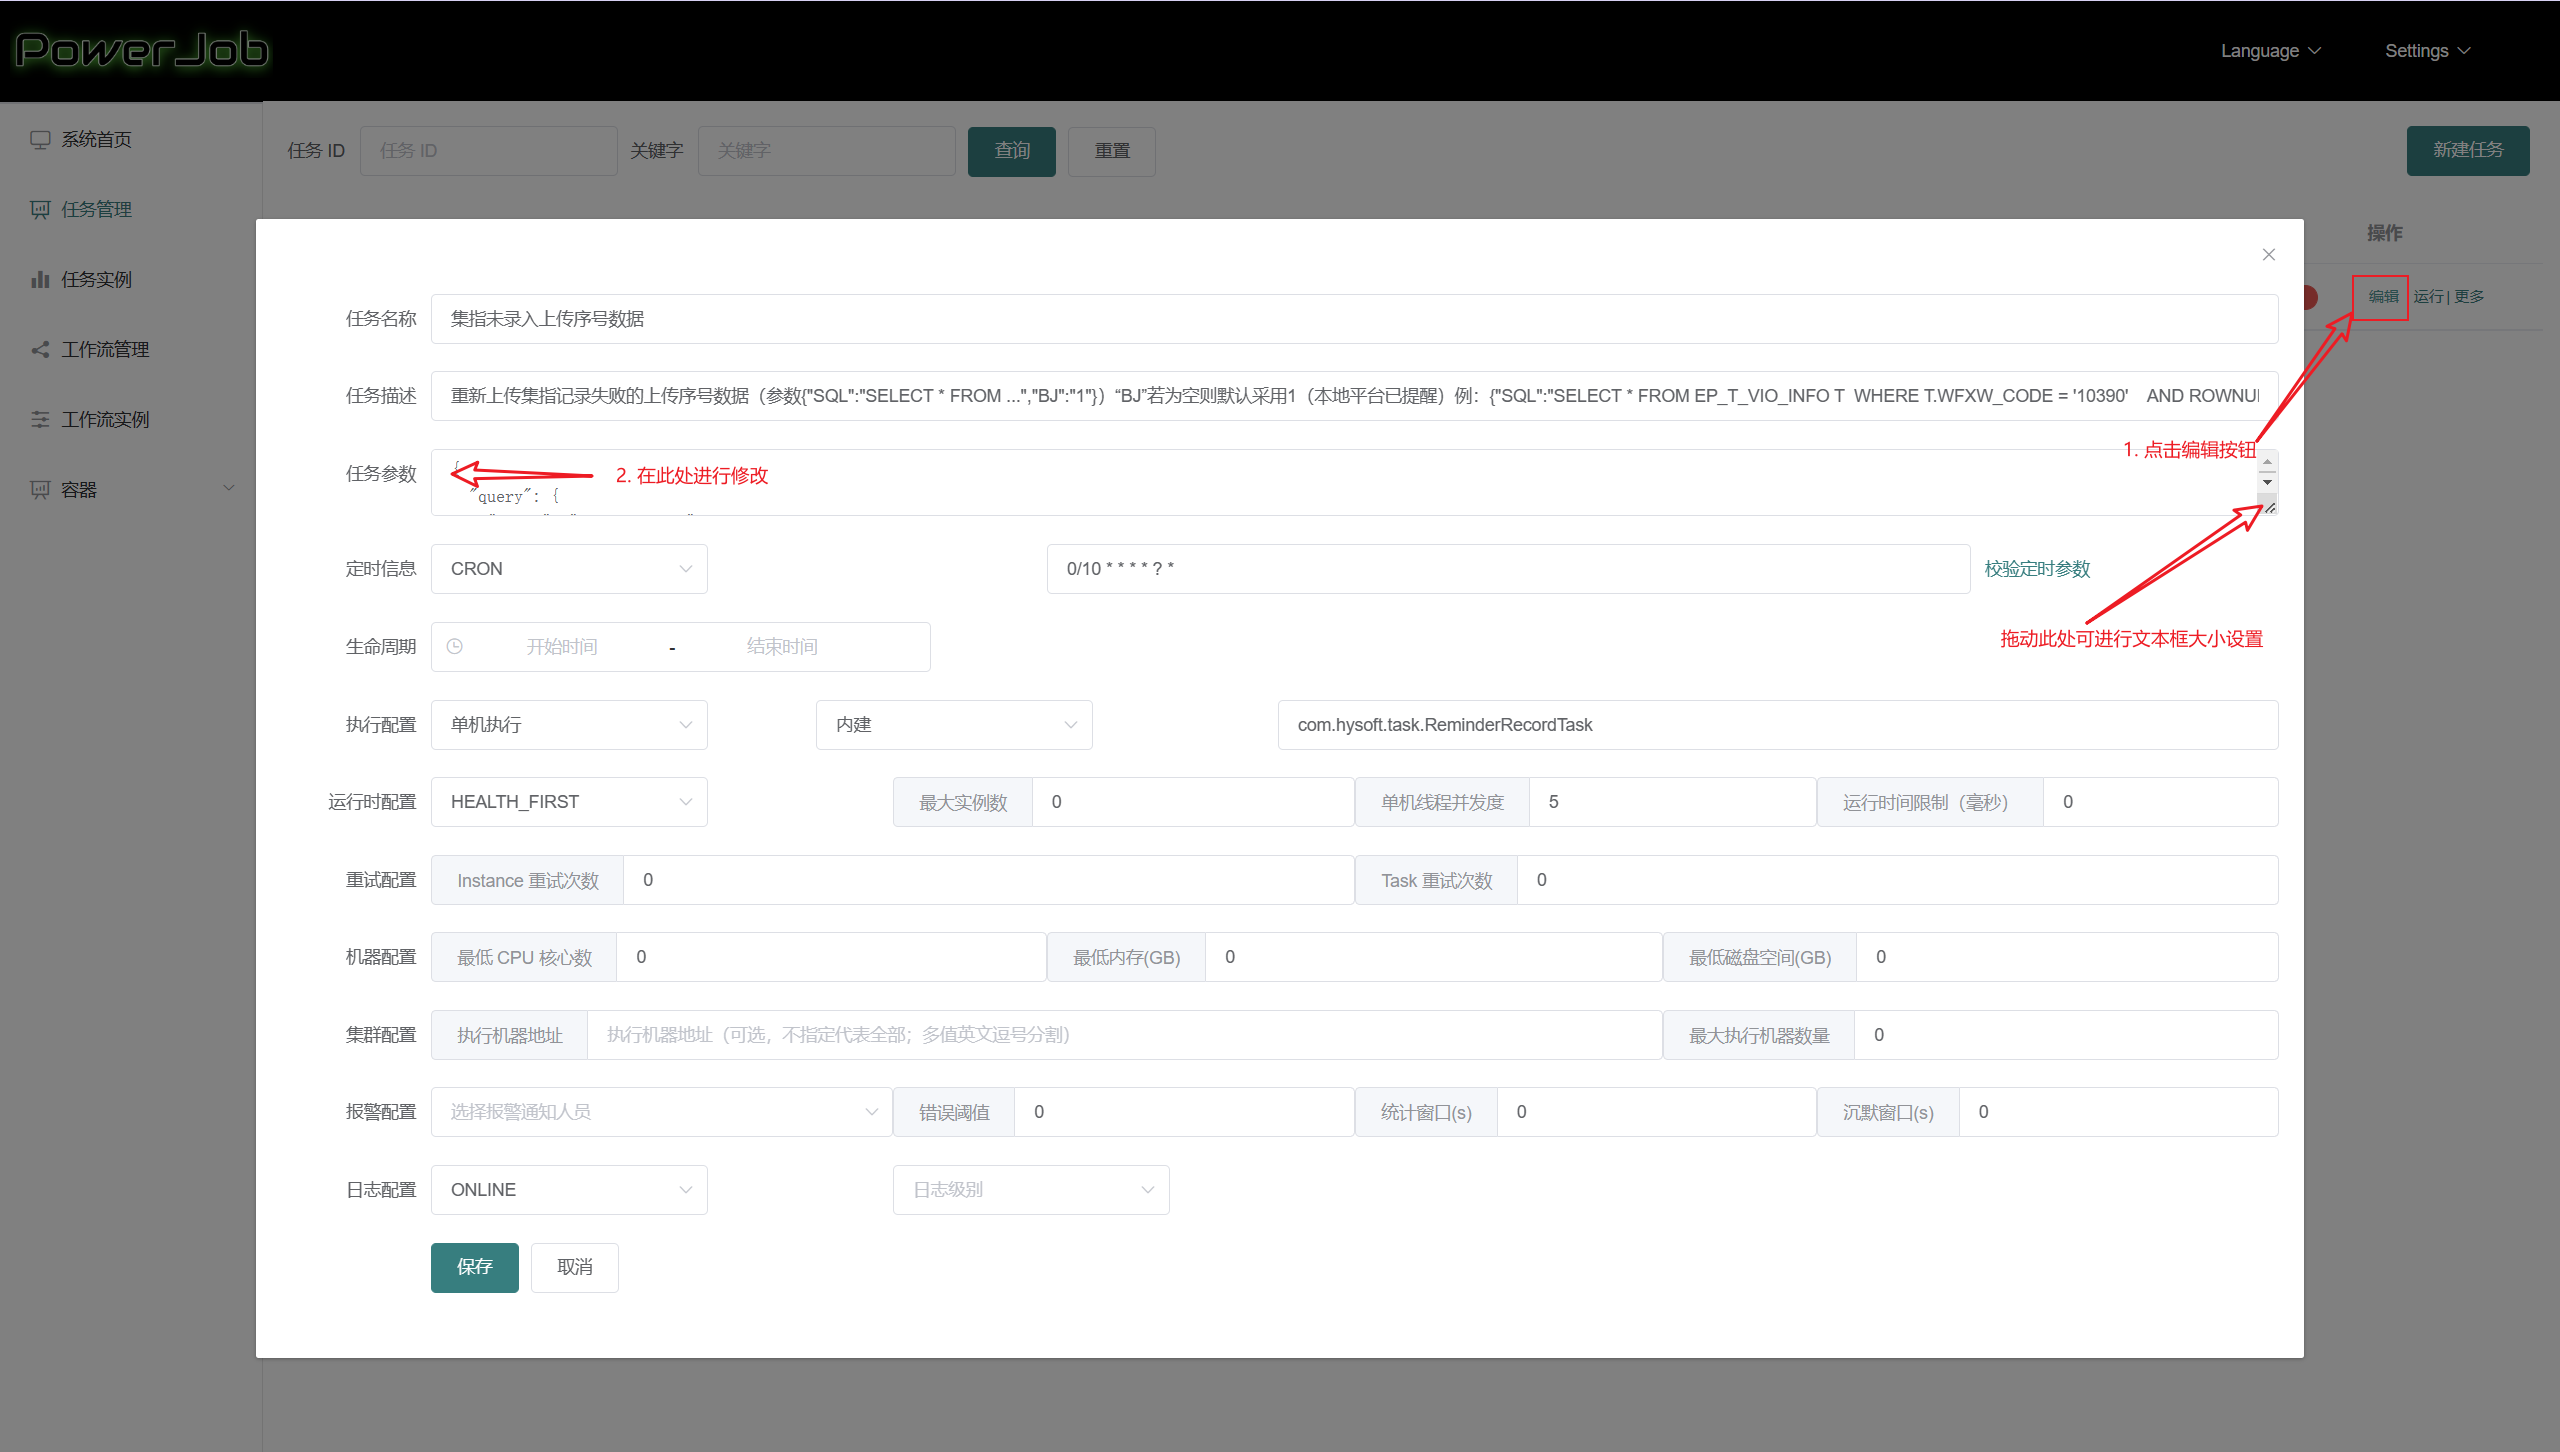 PowerJob
Language
Settings
系统首页
任务管理
任务实例
工作流管理
工作流实例
容器
任务 ID 任务 ID 关键字 关键字 查询 重置 新建任务
操作
编辑 运行| 更多
任务名称 集指未录入上传序号数据
任务描述 重新上传集指记录失败的上传序号数据（参数{"SQL":"SELECT * FROM ...","BJ":"1"}）“BJ”若为空则默认采用1（本地平台已提醒）例：{"SQL":"SELECT * FROM EP_T_VIO_INFO T  WHERE T.WFXW_CODE = '10390'    AND ROWNU
1. 点击编辑按钮
任务参数 {
2. 在此处进行修改
"query": {
定时信息 CRON 0/10 * * * * ? * 校验定时参数
拖动此处可进行文本框大小设置
生命周期 开始时间 - 结束时间
执行配置 单机执行 内建 com.hysoft.task.ReminderRecordTask
运行时配置 HEALTH_FIRST 最大实例数 0 单机线程并发度 5 运行时间限制（毫秒） 0
重试配置 Instance 重试次数 0 Task 重试次数 0
机器配置 最低 CPU 核心数 0 最低内存(GB) 0 最低磁盘空间(GB) 0
集群配置 执行机器地址 执行机器地址（可选，不指定代表全部；多值英文逗号分割） 最大执行机器数量 0
报警配置 选择报警通知人员 错误阈值 0 统计窗口(s) 0 沉默窗口(s) 0
日志配置 ONLINE 日志级别
保存 取消